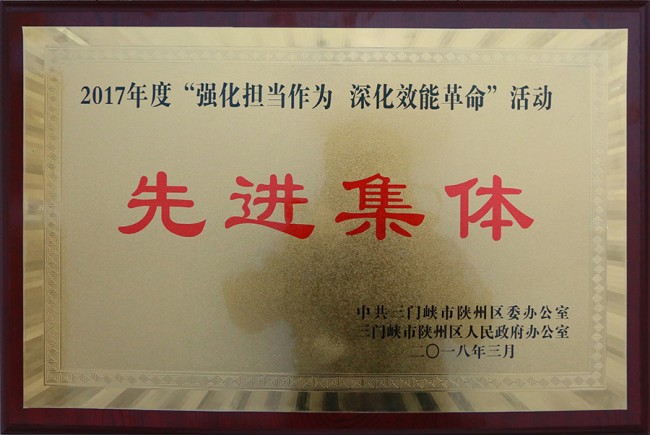 2017年度“强化担当作为 深化效能革命”活动
先进集体
中共三门峡市陕州区委办公室
三门峡市陕州区人民政府办公室
二〇一八年三月